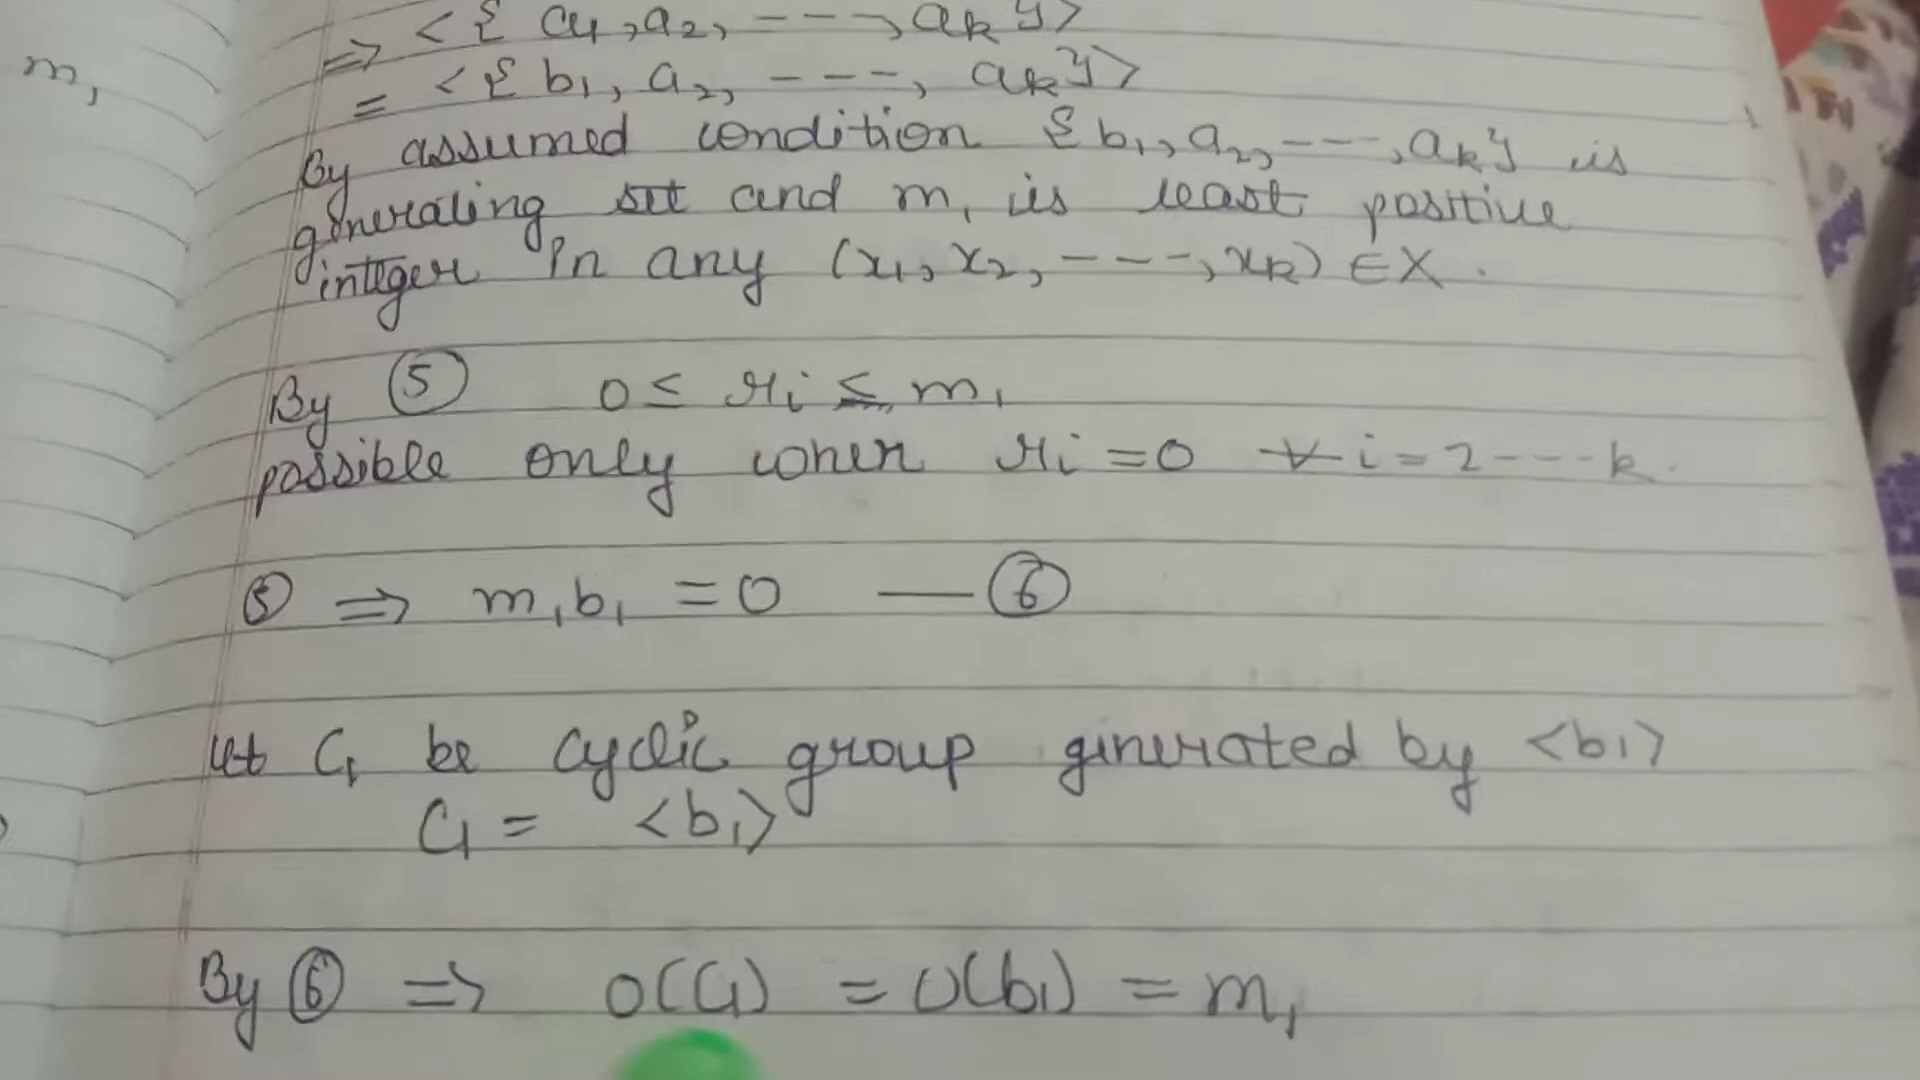 m₁
⇒ <{ a₁, a₂, ----, aₖ}>
= <{ b₁, a₂, ----, aₖ}>
By assumed condition {b₁, a₂, ----, aₖ} is
generating set and m₁ is least positive
integer in any (x₁, x₂, ----, xₖ) ∈ X.
By ⑤ 0 ≤ ri ≤ m₁
possible only when ri = 0 ∀ i = 2 --- k.
⑤ ⇒ m₁b₁ = 0 — ⑥
let C₁ be cyclic group generated by <b₁>
C₁ = <b₁>
By ⑥ ⇒ O(C₁) = O(b₁) = m₁